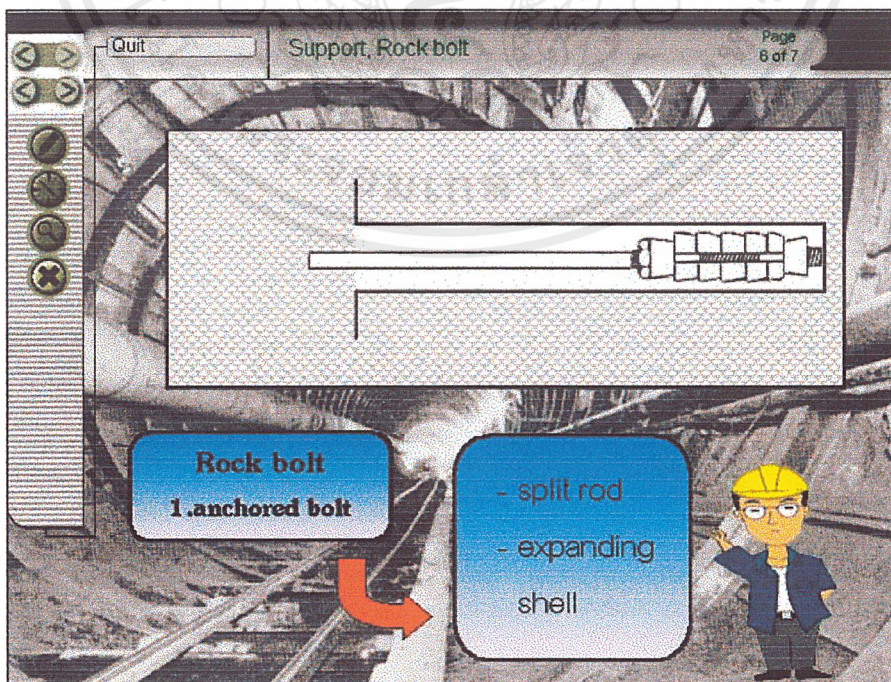 Quit
Support, Rock bolt
Page
6 of 7
Rock bolt
1.anchored bolt
- split rod
- expanding
shell